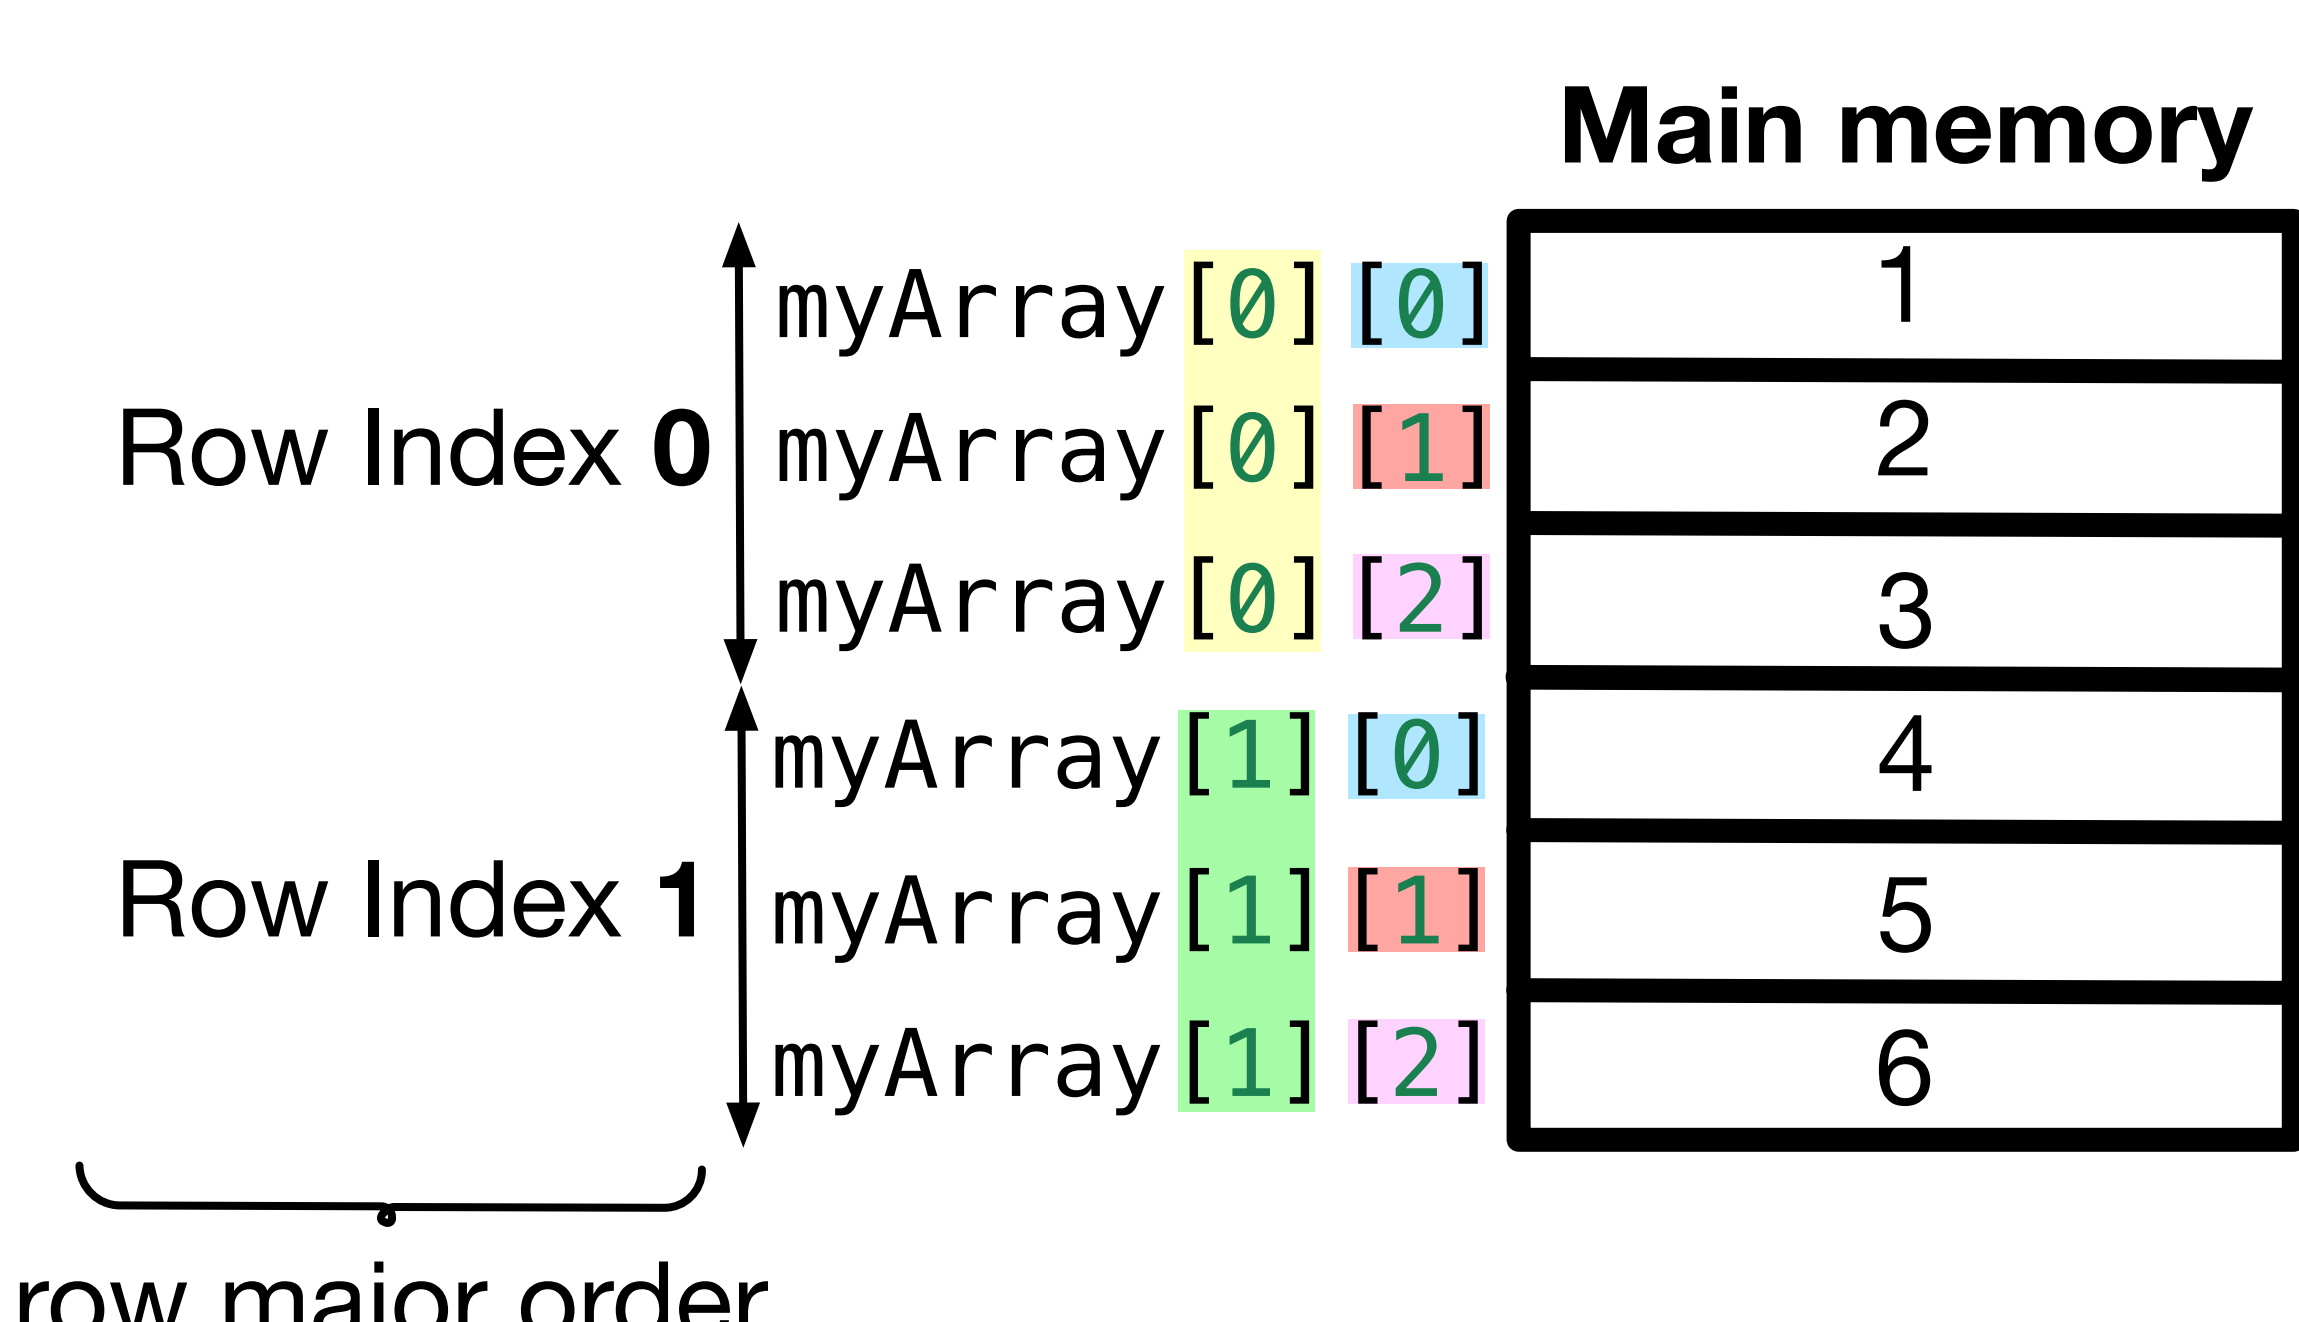 Main memory
myArray[0][0] 1
Row Index 0 myArray[0][1] 2
myArray[0][2] 3
myArray[1][0] 4
Row Index 1 myArray[1][1] 5
myArray[1][2] 6
row major order